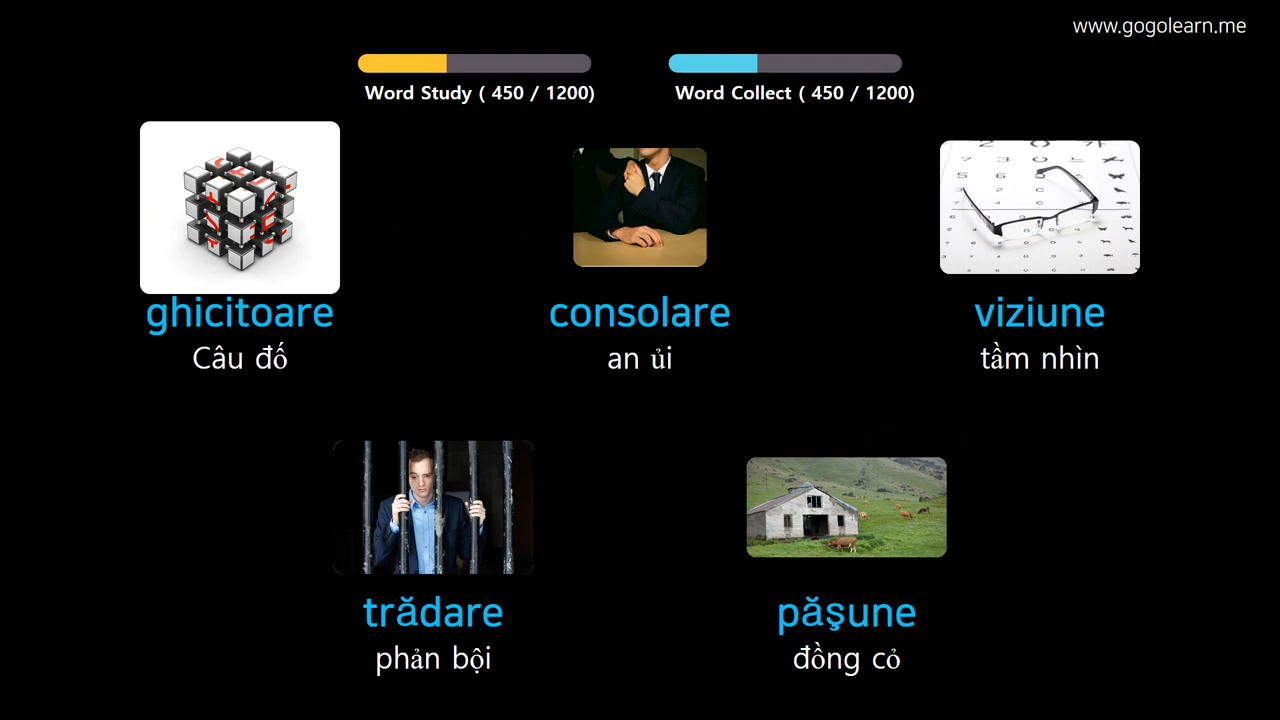 www.gogolearn.me
Word Study ( 450 / 1200)
Word Collect ( 450 / 1200)
ghicitoare
Câu đố
consolare
an ủi
viziune
tầm nhìn
trădare
phản bội
păşune
đồng cỏ